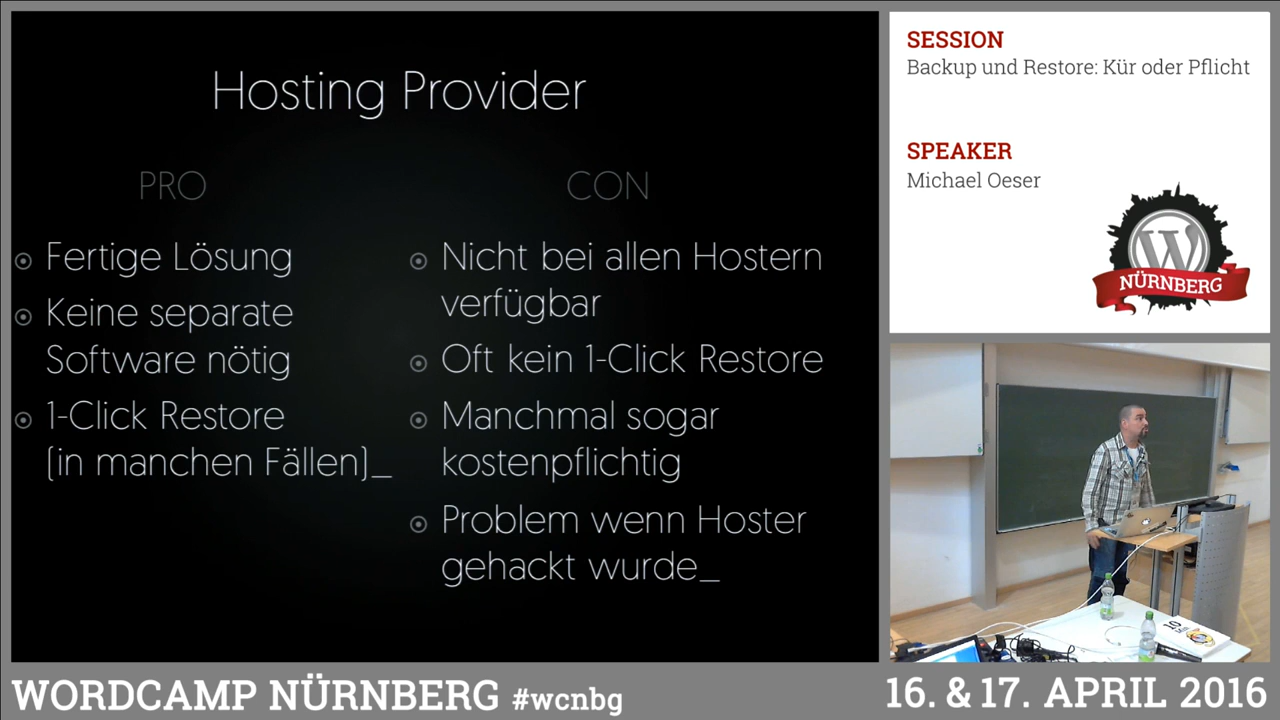 Hosting Provider
PRO
Fertige Lösung
Keine separate
Software nötig
1-Click Restore
(in manchen Fällen)_
CON
Nicht bei allen Hostern
verfügbar
Oft kein 1-Click Restore
Manchmal sogar
kostenpflichtig
Problem wenn Hoster
gehackt wurde_
SESSION
Backup und Restore: Kür oder Pflicht
SPEAKER
Michael Oeser
W
NÜRNBERG
10
Min
WORDCAMP NÜRNBERG #wcnbg
16. & 17. APRIL 2016